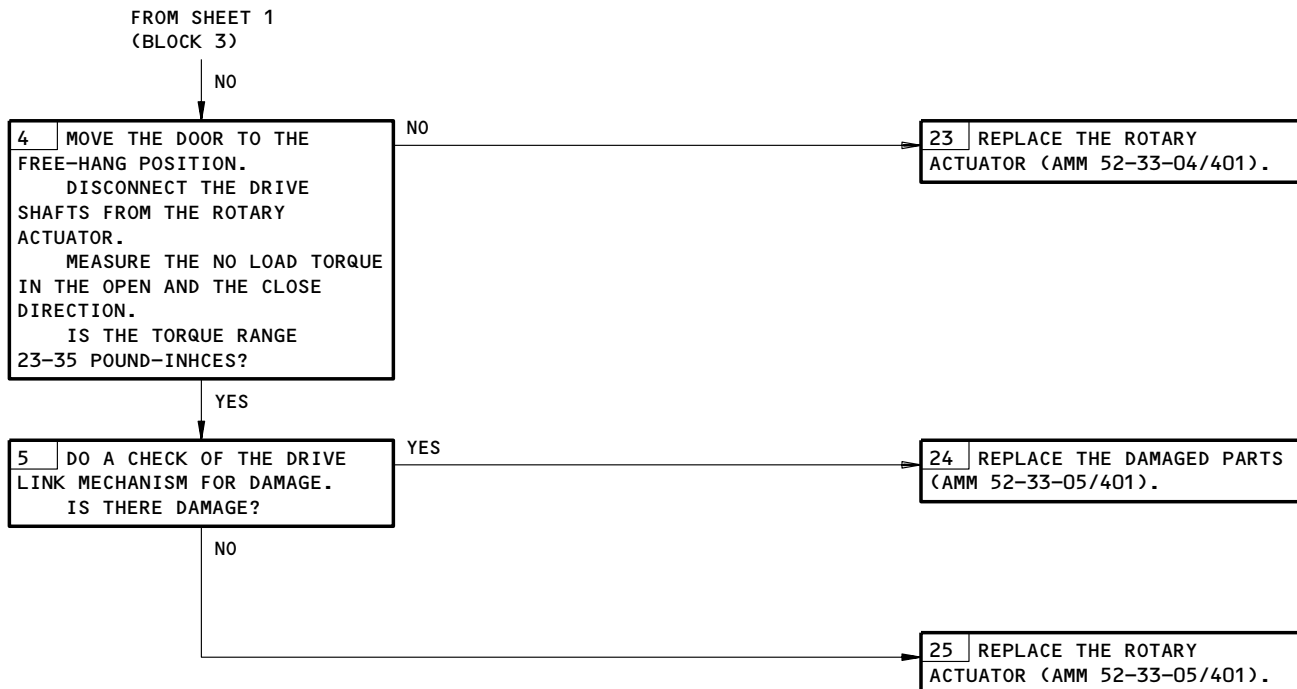 FROM SHEET 1
(BLOCK 3)
NO
4 MOVE THE DOOR TO THE
FREE-HANG POSITION.
DISCONNECT THE DRIVE
SHAFTS FROM THE ROTARY
ACTUATOR.
MEASURE THE NO LOAD TORQUE
IN THE OPEN AND THE CLOSE
DIRECTION.
IS THE TORQUE RANGE
23-35 POUND-INHCES?
NO
23 REPLACE THE ROTARY
ACTUATOR (AMM 52-33-04/401).
YES
5 DO A CHECK OF THE DRIVE
LINK MECHANISM FOR DAMAGE.
IS THERE DAMAGE?
YES
24 REPLACE THE DAMAGED PARTS
(AMM 52-33-05/401).
NO
25 REPLACE THE ROTARY
ACTUATOR (AMM 52-33-05/401).